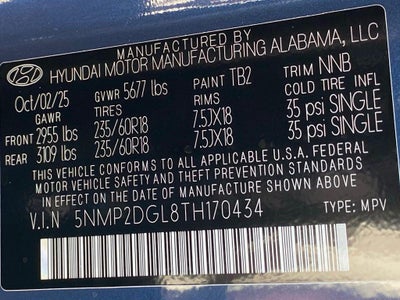 MANUFACTURED BY
HYUNDAI MOTOR MANUFACTURING ALABAMA, LLC
Oct/02/25 GVWR 5677 lbs PAINT TB2 TRIM NNB
GAWR TIRES RIMS COLD TIRE INFL
FRONT 2955 lbs 235/60R18 7.5JX18 35 psi SINGLE
REAR 3109 lbs 235/60R18 7.5JX18 35 psi SINGLE
THIS VEHICLE CONFORMS TO ALL APPLICABLE U.S.A. FEDERAL
MOTOR VEHICLE SAFETY AND THEFT PREVENTION STANDARDS
IN EFFECT ON THE DATE OF MANUFACTURE SHOWN ABOVE.
V.I.N 5NMP2DGL8TH170434 TYPE: MPV